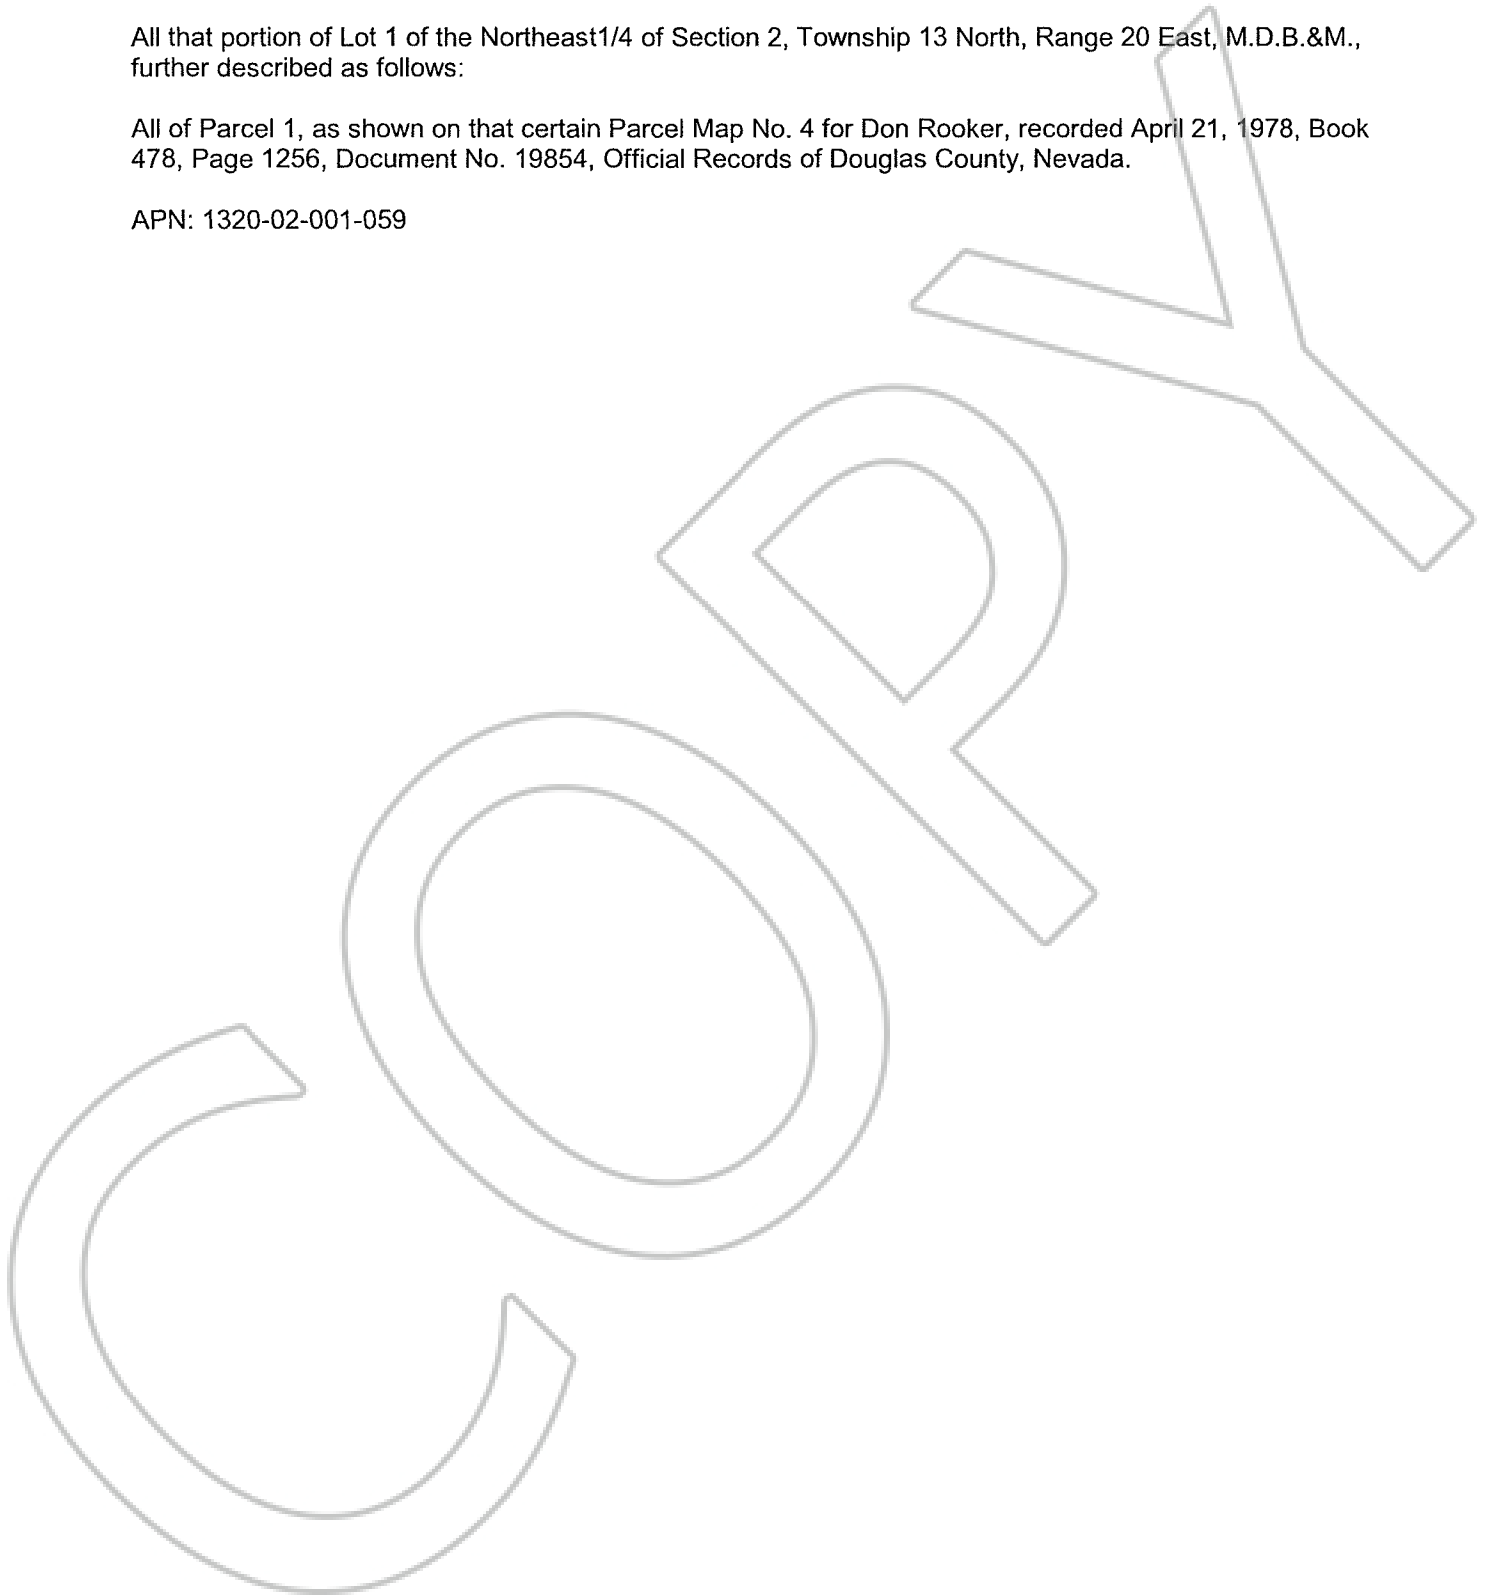 All that portion of Lot 1 of the Northeast1/4 of Section 2, Township 13 North, Range 20 East, M.D.B.&M.,
further described as follows:
All of Parcel 1, as shown on that certain Parcel Map No. 4 for Don Rooker, recorded April 21, 1978, Book
478, Page 1256, Document No. 19854, Official Records of Douglas County, Nevada.
APN: 1320-02-001-059
COPY